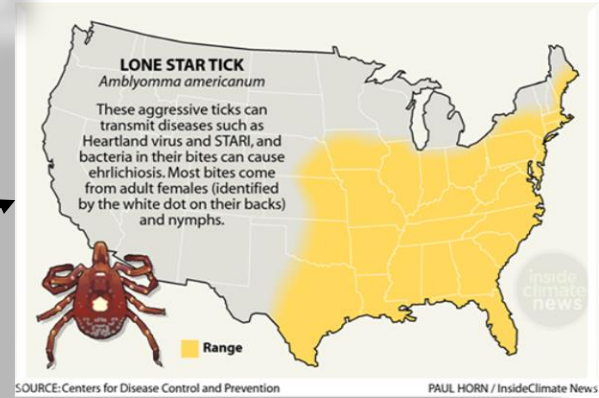 LONE STAR TICK
Amblyomma americanum
These aggressive ticks can
transmit diseases such as
Heartland virus and STARI, and
bacteria in their bites can cause
ehrlichiosis. Most bites come
from adult females (identified
by the white dot on their backs)
and nymphs.
inside
climate
news
Range
SOURCE: Centers for Disease Control and Prevention
PAUL HORN / InsideClimate News